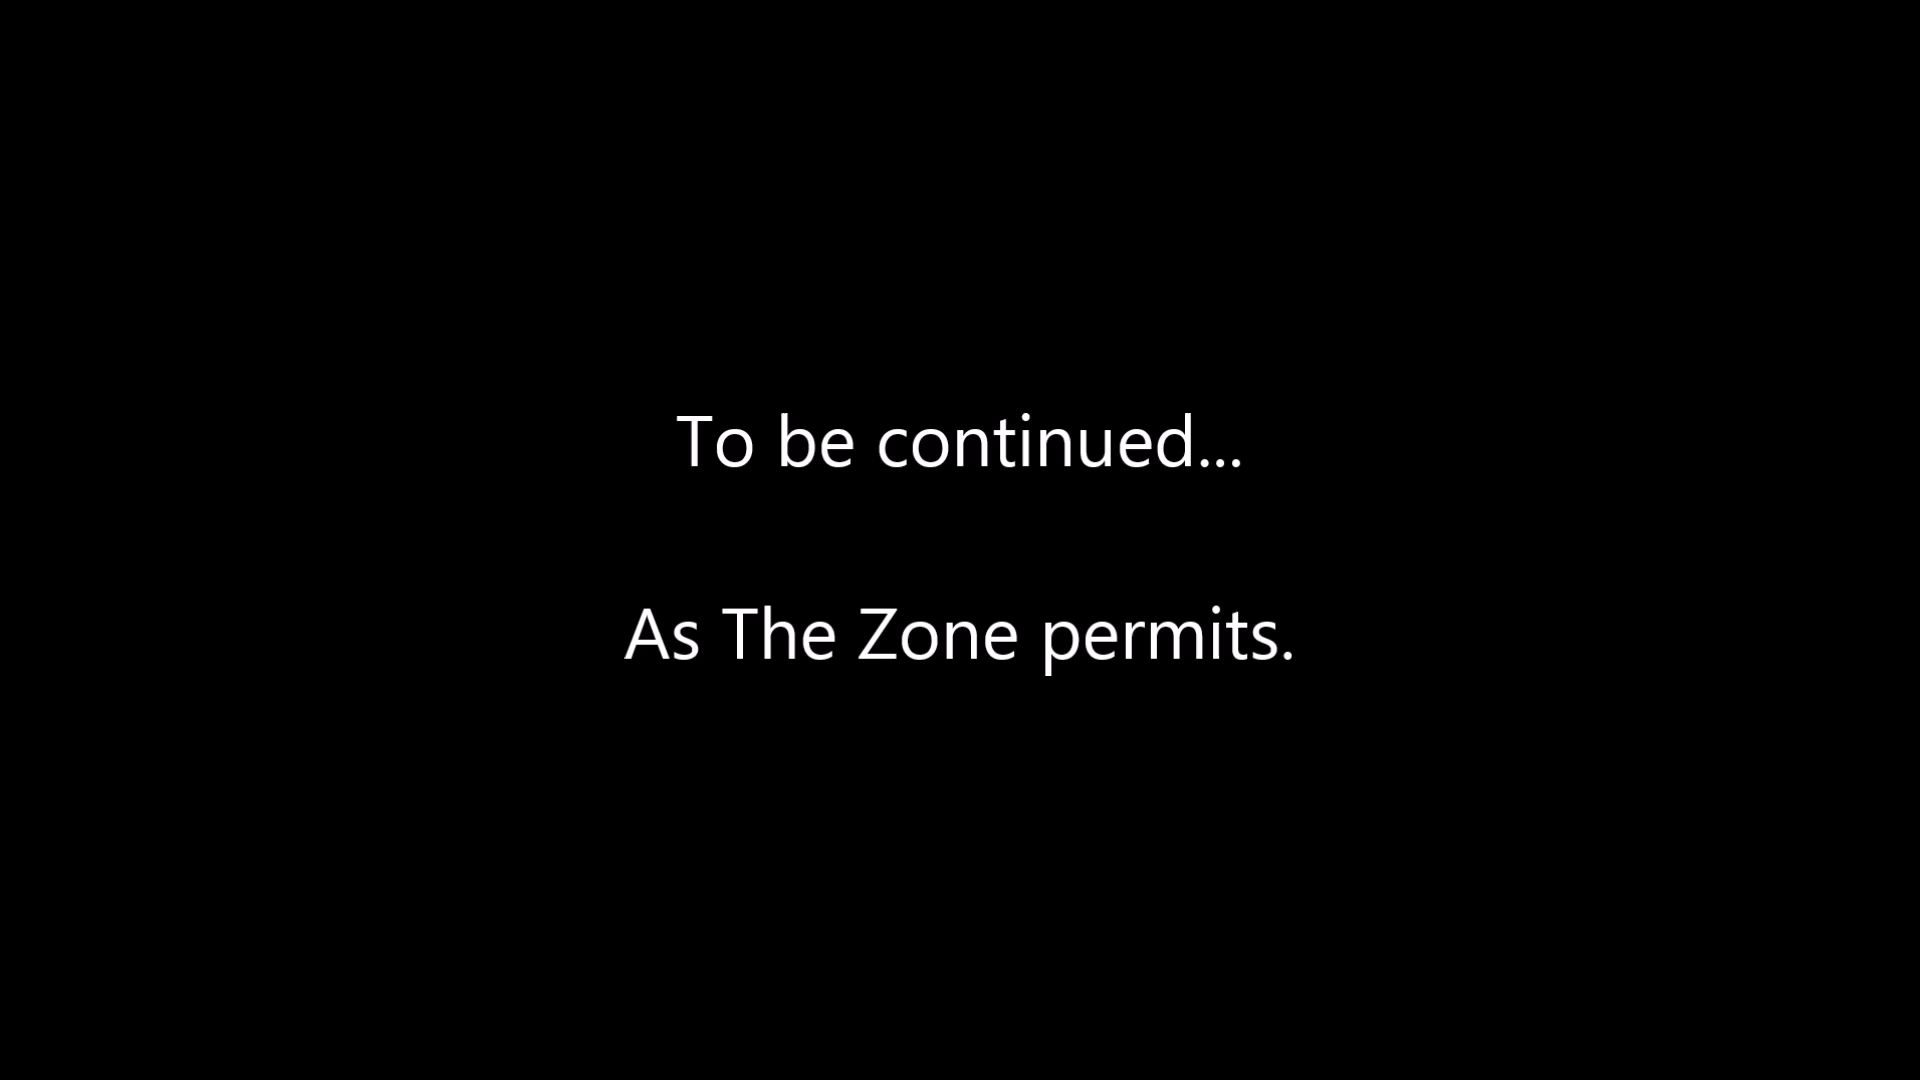 To be continued...
As The Zone permits.